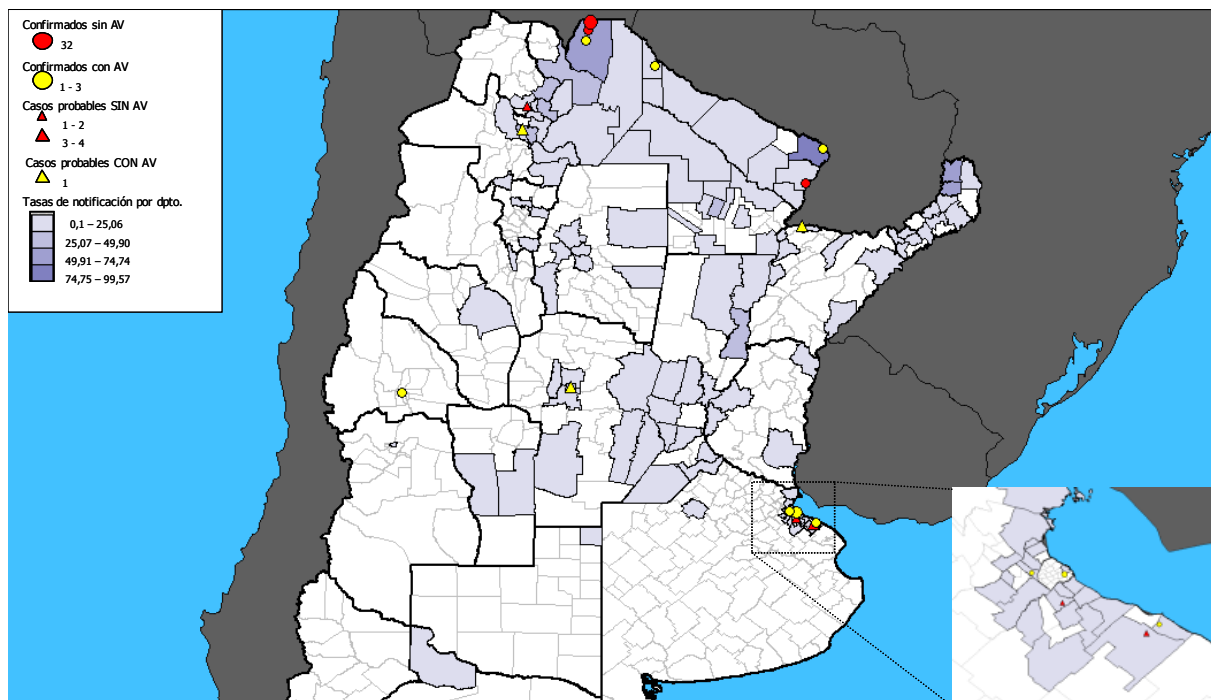 Confirmados sin AV
32
Confirmados con AV
1 - 3
Casos probables SIN AV
1 - 2
3 - 4
Casos probables CON AV
1
Tasas de notificación por dpto.
0,1 – 25,06
25,07 – 49,90
49,91 – 74,74
74,75 – 99,57